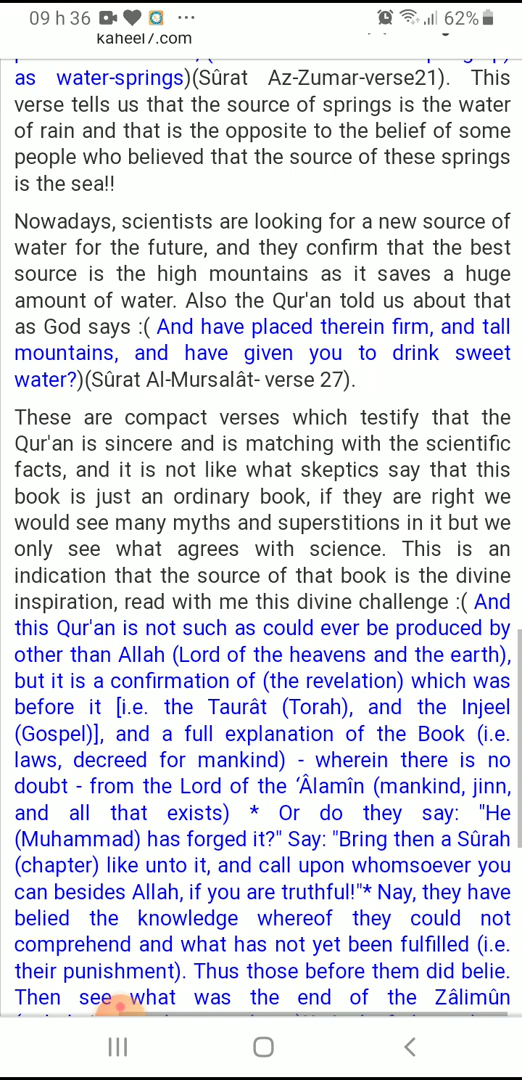 09 h 36
62%
kaheel7.com
as water-springs)(Sûrat Az-Zumar-verse21). This
verse tells us that the source of springs is the water
of rain and that is the opposite to the belief of some
people who believed that the source of these springs
is the sea!!
Nowadays, scientists are looking for a new source of
water for the future, and they confirm that the best
source is the high mountains as it saves a huge
amount of water. Also the Qur'an told us about that
as God says :( And have placed therein firm, and tall
mountains, and have given you to drink sweet
water?)(Sûrat Al-Mursalât- verse 27).
These are compact verses which testify that the
Qur'an is sincere and is matching with the scientific
facts, and it is not like what skeptics say that this
book is just an ordinary book, if they are right we
would see many myths and superstitions in it but we
only see what agrees with science. This is an
indication that the source of that book is the divine
inspiration, read with me this divine challenge :( And
this Qur'an is not such as could ever be produced by
other than Allah (Lord of the heavens and the earth),
but it is a confirmation of (the revelation) which was
before it [i.e. the Taurât (Torah), and the Injeel
(Gospel)], and a full explanation of the Book (i.e.
laws, decreed for mankind) - wherein there is no
doubt - from the Lord of the ‘Âlamîn (mankind, jinn,
and all that exists) * Or do they say: "He
(Muhammad) has forged it?" Say: "Bring then a Sûrah
(chapter) like unto it, and call upon whomsoever you
can besides Allah, if you are truthful!"* Nay, they have
belied the knowledge whereof they could not
comprehend and what has not yet been fulfilled (i.e.
their punishment). Thus those before them did belie.
Then see what was the end of the Zâlimûn